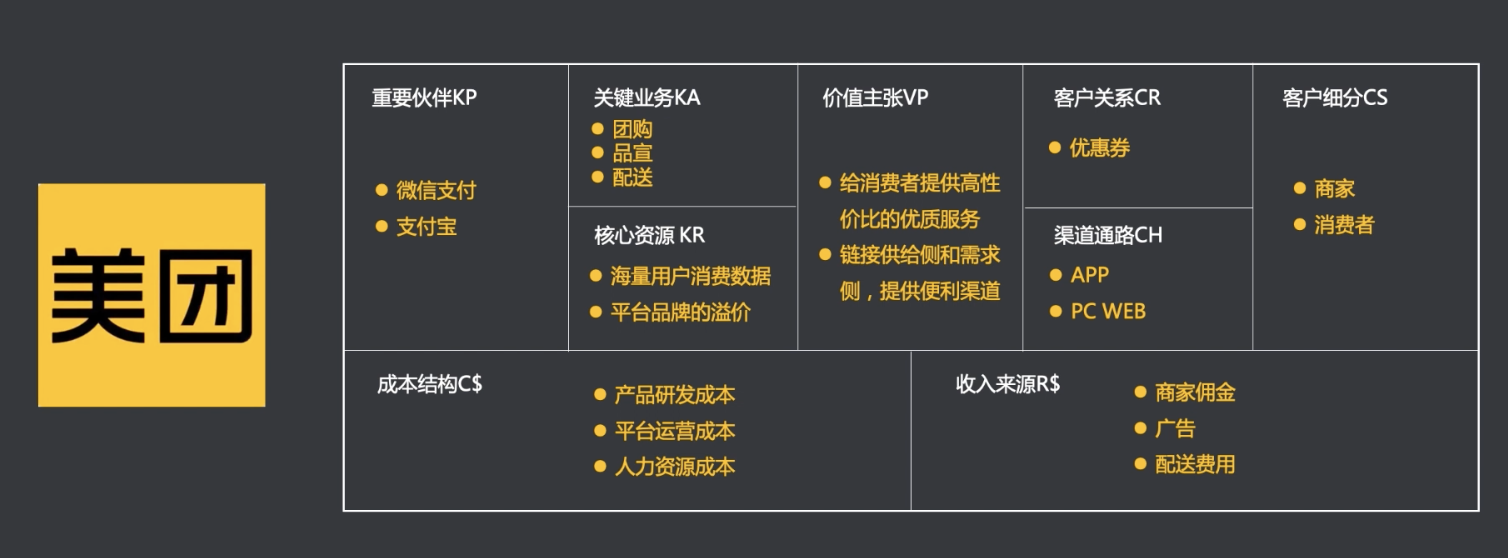 美团
重要伙伴KP
微信支付
支付宝
关键业务KA
团购
品宣
配送
核心资源 KR
海量用户消费数据
平台品牌的溢价
价值主张VP
给消费者提供高性
价比的优质服务
链接供给侧和需求
侧，提供便利渠道
客户关系CR
优惠券
渠道通路CH
APP
PC WEB
客户细分CS
商家
消费者
成本结构C$
产品研发成本
平台运营成本
人力资源成本
收入来源R$
商家佣金
广告
配送费用